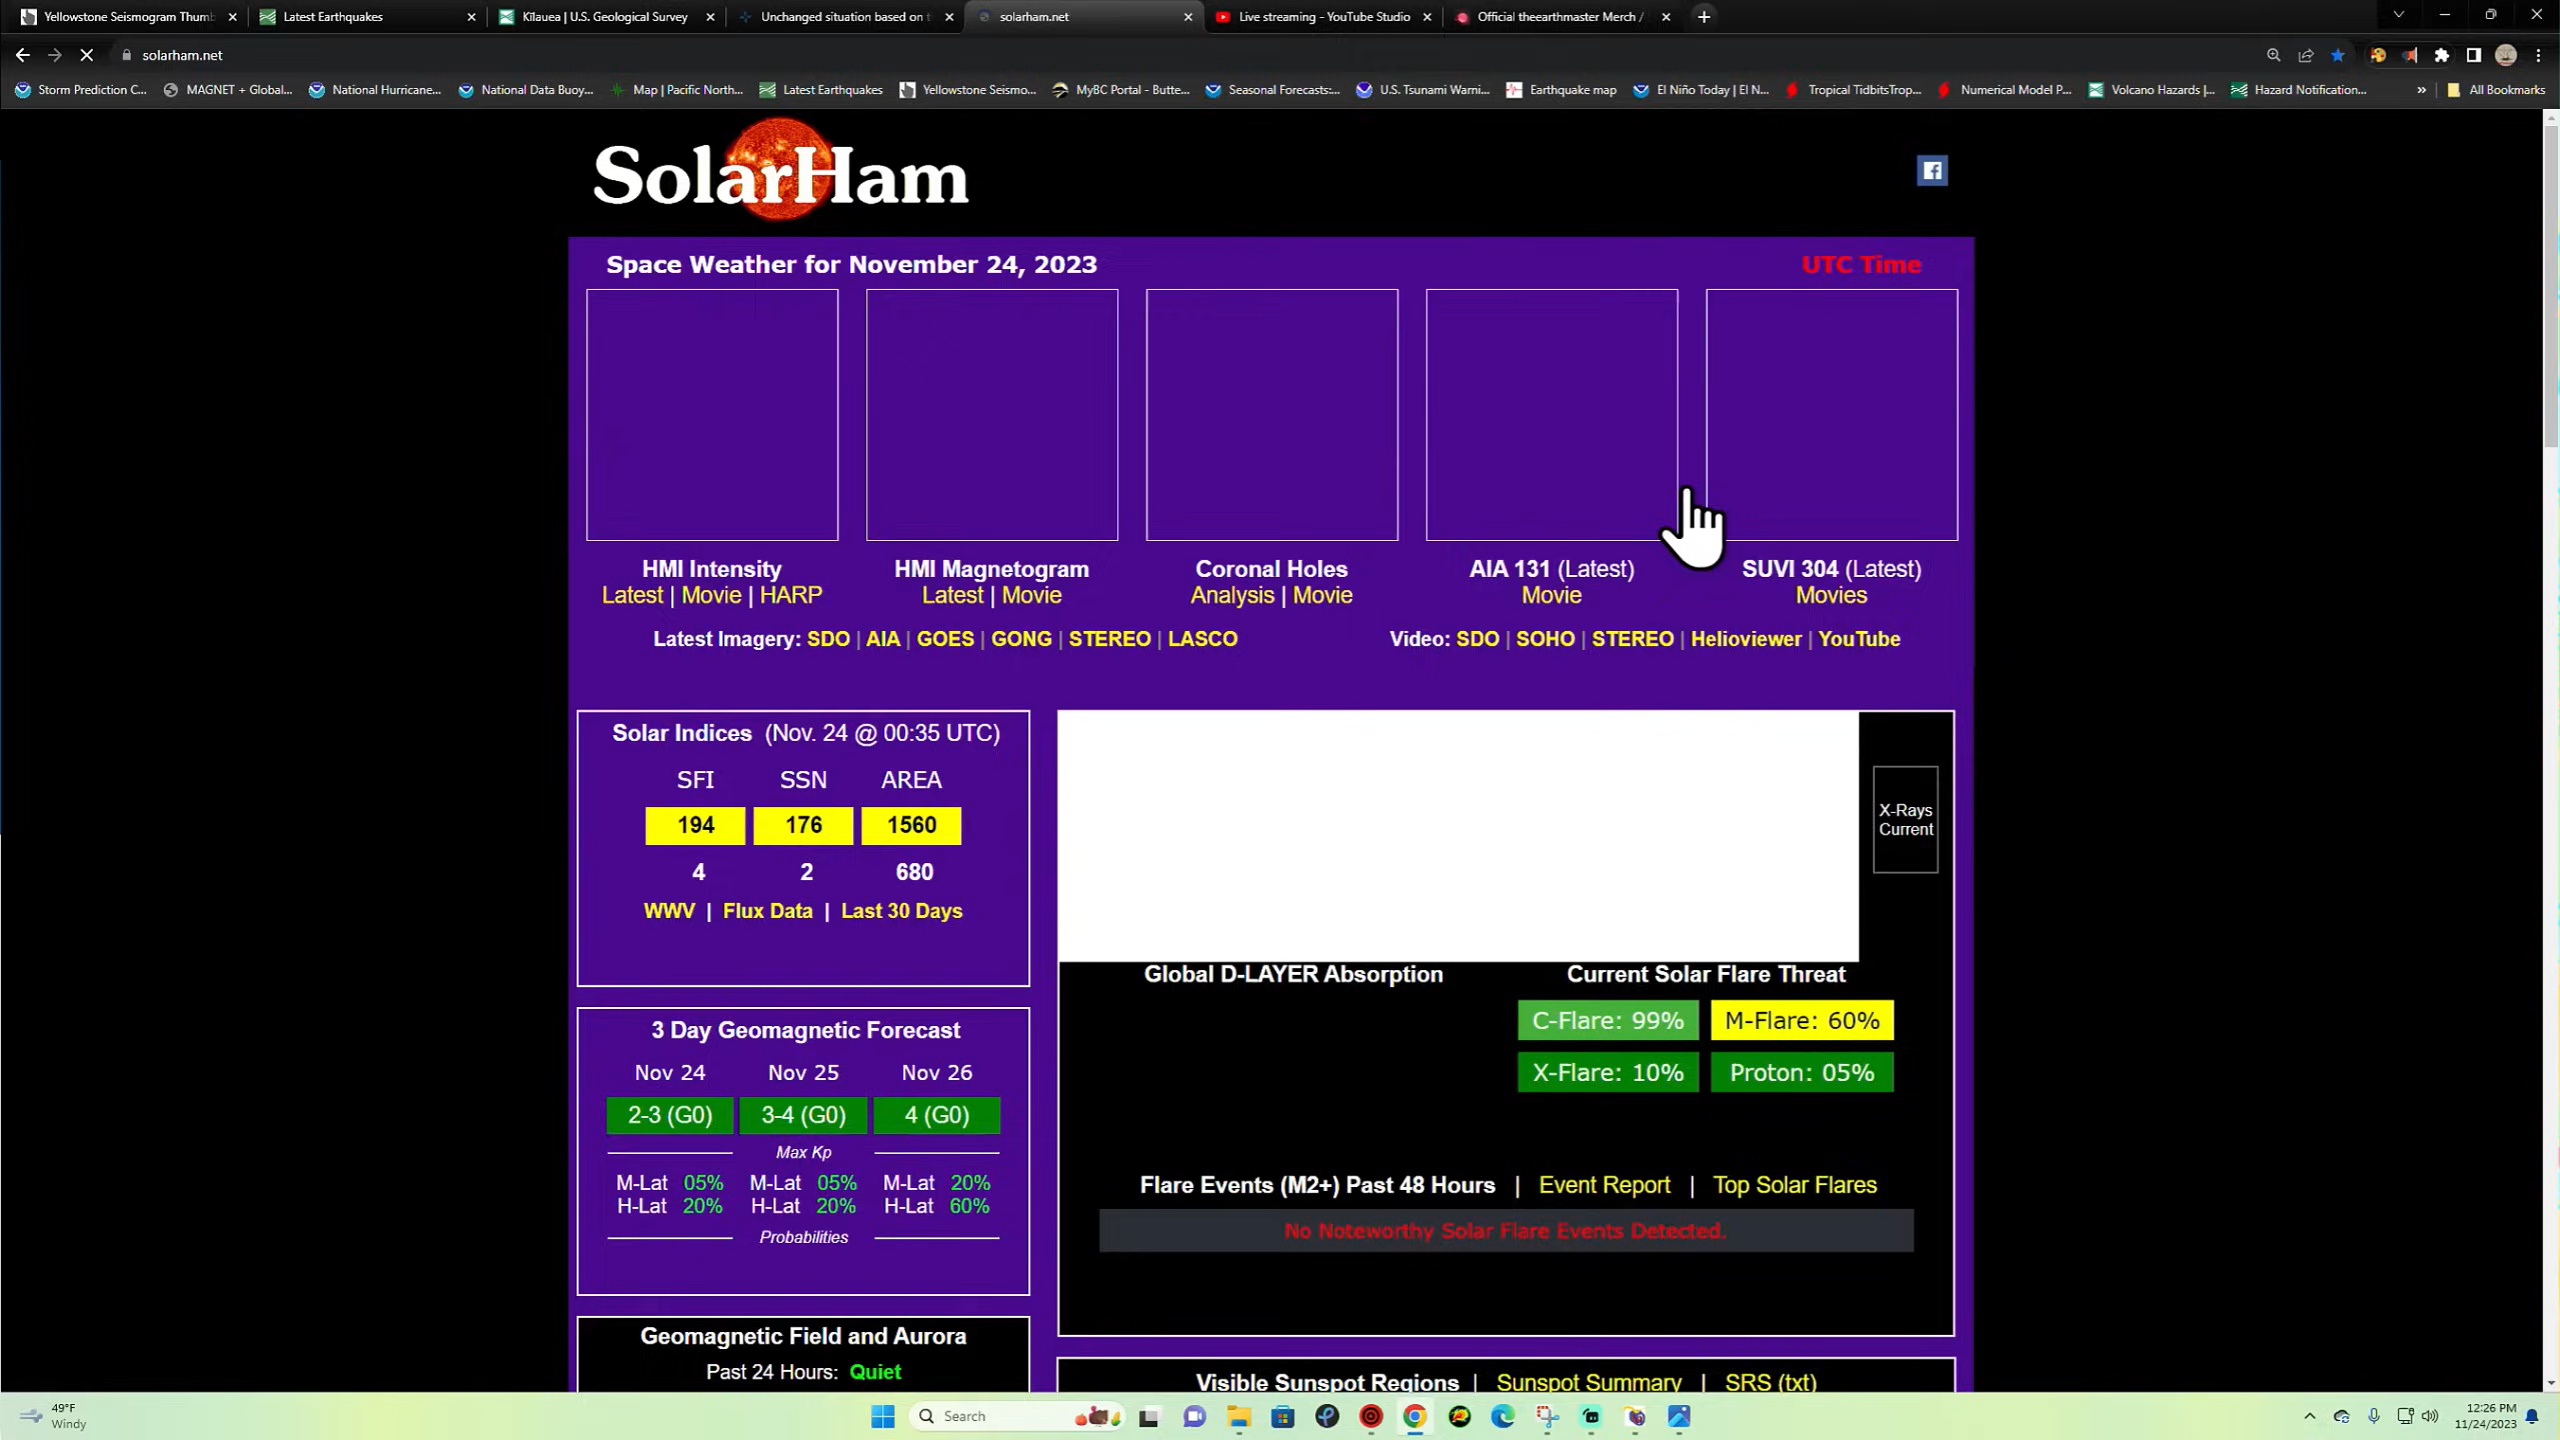 Yellowstone Seismogram Thumb
Latest Earthquakes
Kīlauea | U.S. Geological Survey
Unchanged situation based on t
solarham.net
Live streaming - YouTube Studio
Official theearthmaster Merch /
solarham.net
Storm Prediction C...
MAGNET + Global...
National Hurricane...
National Data Buoy...
Map | Pacific North...
Latest Earthquakes
Yellowstone Seismo...
MyBC Portal - Butte...
Seasonal Forecasts:...
U.S. Tsunami Warni...
Earthquake map
El Niño Today | El N...
Tropical TidbitsTrop...
Numerical Model P...
Volcano Hazards |...
Hazard Notification...
»
All Bookmarks
SolarHam
Space Weather for November 24, 2023
UTC Time
HMI Intensity
Latest | Movie | HARP
HMI Magnetogram
Latest | Movie
Coronal Holes
Analysis | Movie
AIA 131 (Latest)
Movie
SUVI 304 (Latest)
Movies
Latest Imagery: SDO | AIA | GOES | GONG | STEREO | LASCO
Video: SDO | SOHO | STEREO | Helioviewer | YouTube
Solar Indices (Nov. 24 @ 00:35 UTC)
SFI SSN AREA
194 176 1560
4 2 680
WWV | Flux Data | Last 30 Days
X-Rays
Current
Global D-LAYER Absorption
Current Solar Flare Threat
C-Flare: 99% M-Flare: 60%
X-Flare: 10% Proton: 05%
3 Day Geomagnetic Forecast
Nov 24 Nov 25 Nov 26
2-3 (G0) 3-4 (G0) 4 (G0)
Max Kp
M-Lat 05% M-Lat 05% M-Lat 20%
H-Lat 20% H-Lat 20% H-Lat 60%
Probabilities
Flare Events (M2+) Past 48 Hours | Event Report | Top Solar Flares
No Noteworthy Solar Flare Events Detected.
Geomagnetic Field and Aurora
Past 24 Hours: Quiet
Visible Sunspot Regions | Sunspot Summary | SRS (txt)
49°F
Windy
Search
12:26 PM
11/24/2023